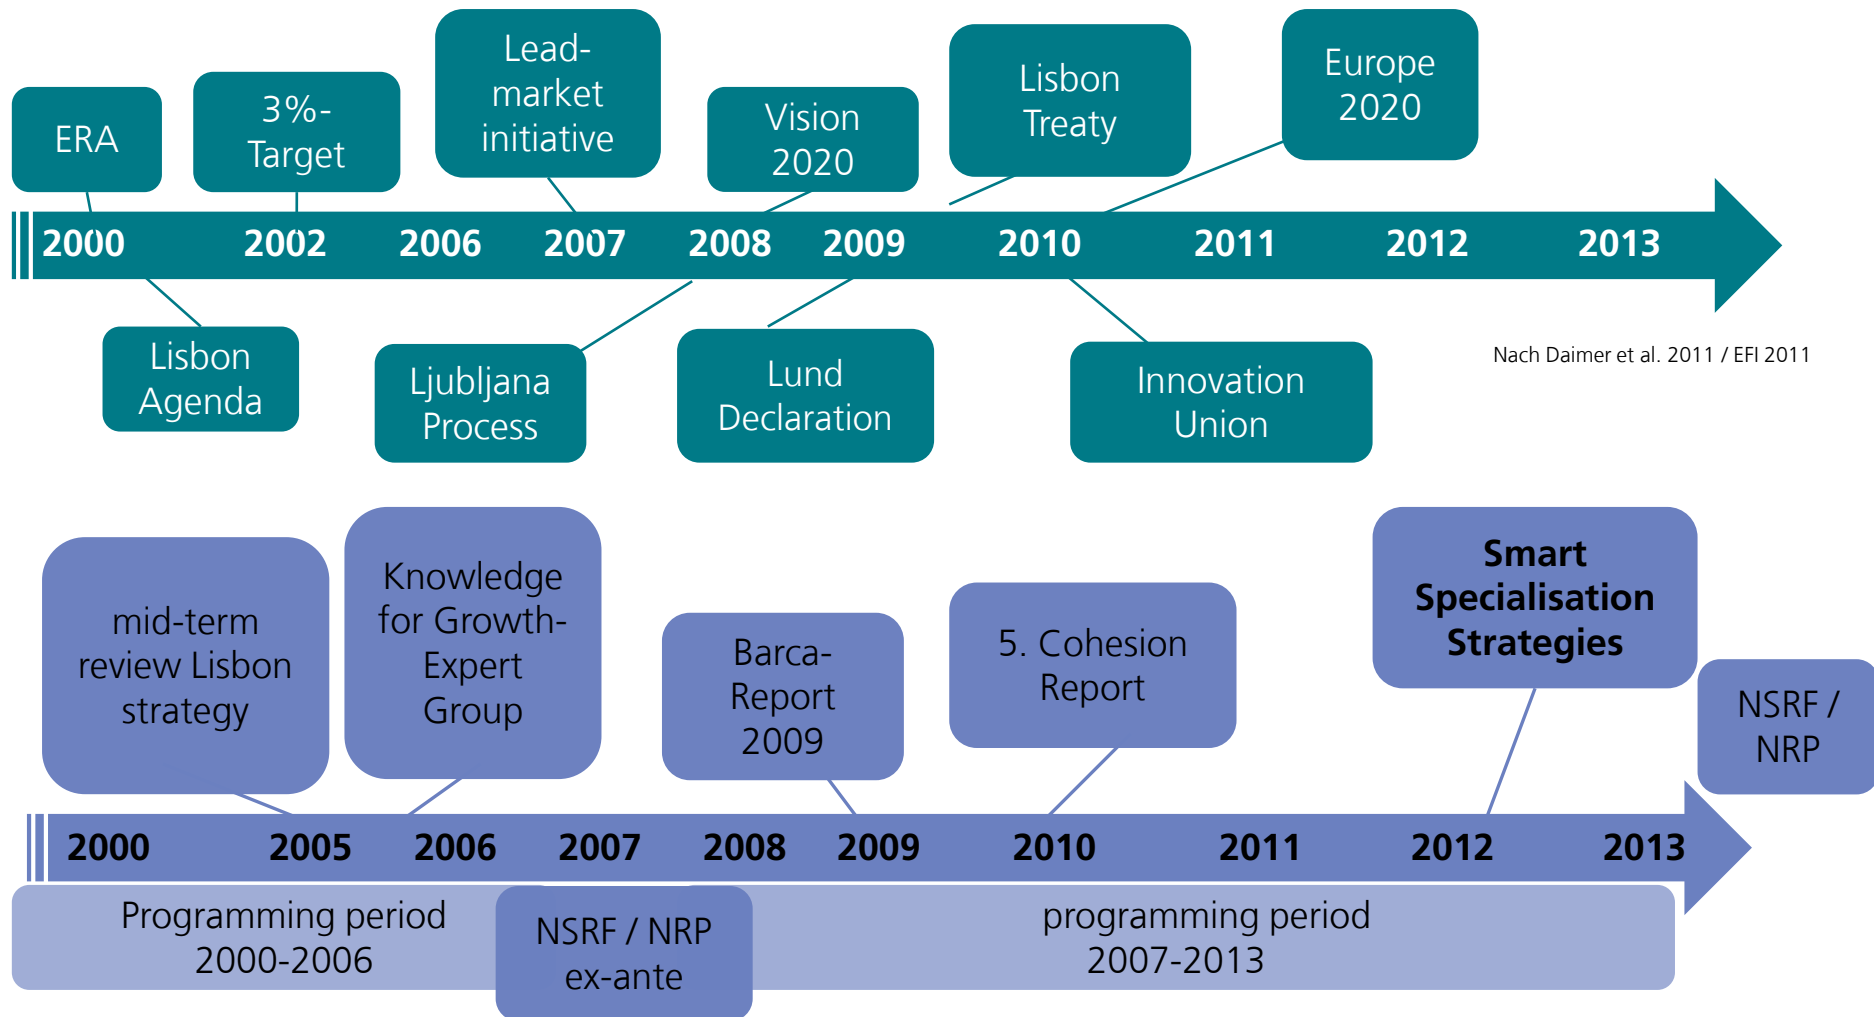 ERA
3%-
Target
Lead-
market
initiative
Vision
2020
Lisbon
Treaty
Europe
2020
2000 2002 2006 2007 2008 2009 2010 2011 2012 2013
Lisbon
Agenda
Ljubljana
Process
Lund
Declaration
Innovation
Union
Nach Daimer et al. 2011 / EFI 2011
mid-term
review Lisbon
strategy
Knowledge
for Growth-
Expert
Group
Barca-
Report
2009
5. Cohesion
Report
Smart
Specialisation
Strategies
NSRF /
NRP
2000 2005 2006 2007 2008 2009 2010 2011 2012 2013
Programming period
2000-2006
NSRF / NRP
ex-ante
programming period
2007-2013